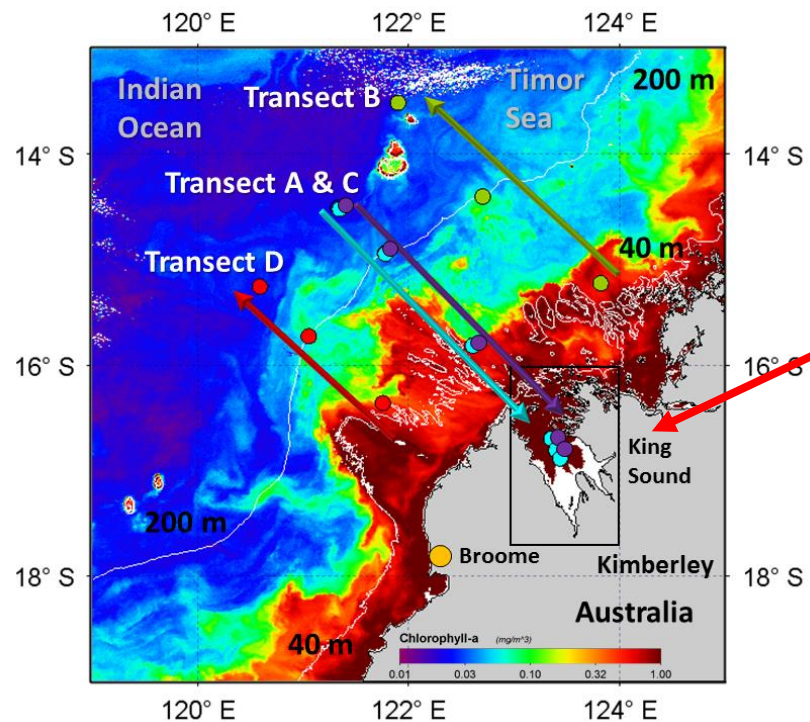 120° E 122° E 124° E
Indian
Ocean
Transect B
Timor
Sea
200 m
14° S
14° S
Transect A & C
Transect D
40 m
16° S
16° S
King
Sound
200 m
Broome
Kimberley
18° S
18° S
Australia
40 m
Chlorophyll-a (mg/m^3)
0.01 0.03 0.10 0.32 1.00
120° E 122° E 124° E